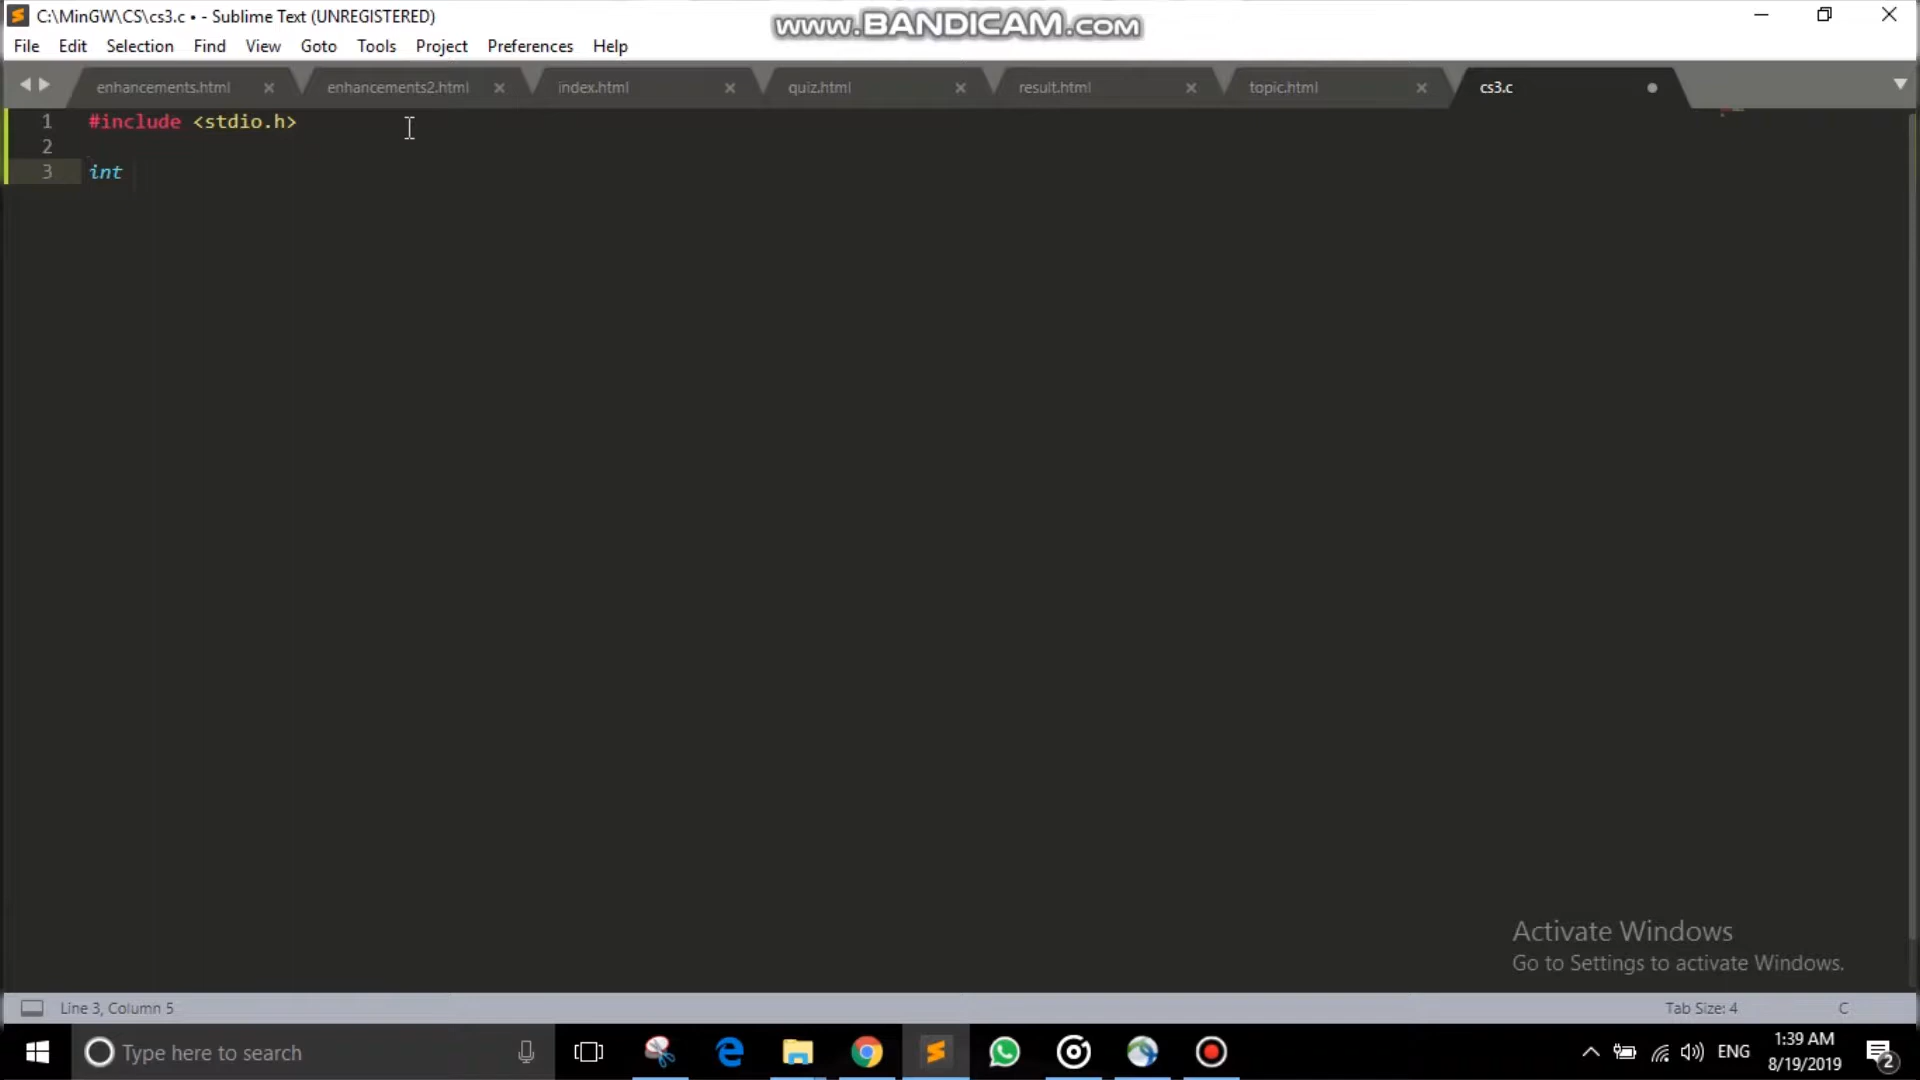 C:\MinGW\CS\cs3.c • - Sublime Text (UNREGISTERED)
www.BANDICAM.com
File Edit Selection Find View Goto Tools Project Preferences Help
enhancements.html enhancements2.html index.html quiz.html result.html topic.html cs3.c
1 #include <stdio.h>
2
3 int
Activate Windows
Go to Settings to activate Windows.
Line 3, Column 5 Tab Size: 4 C
Type here to search ENG 1:39 AM
8/19/2019 2